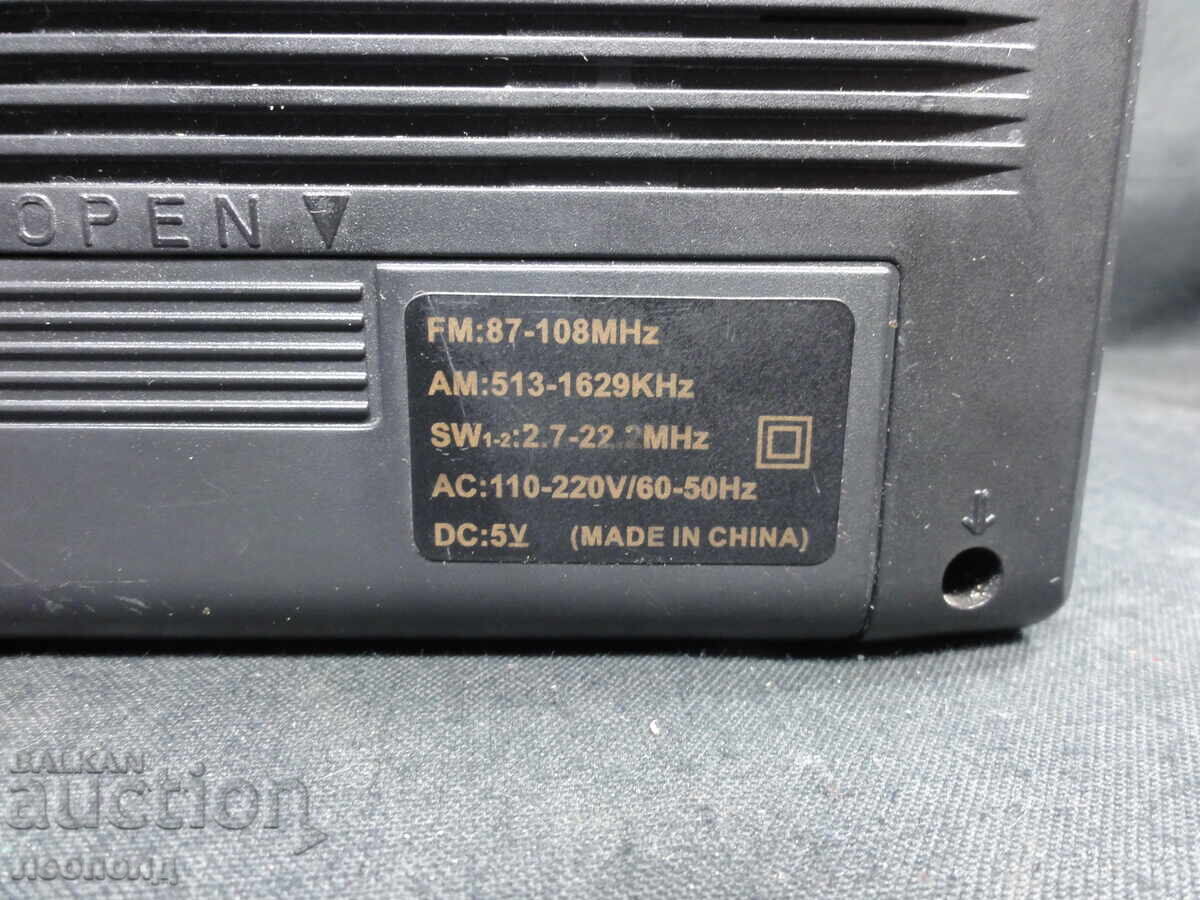 OPEN
FM:87-108MHz
AM:513-1629KHz
SW1-2:2.7-22.2MHz
AC:110-220V/60-50Hz
DC:5V (MADE IN CHINA)
BALKAN
auction
леополд